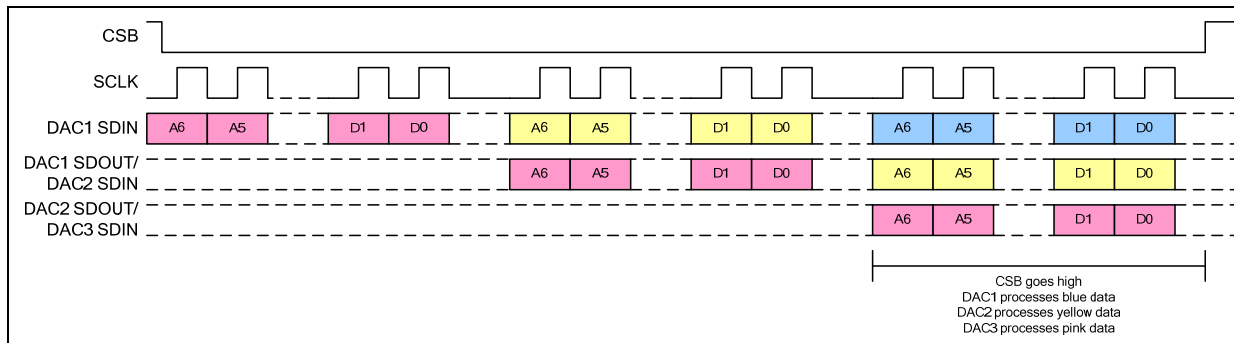 CSB
SCLK
DAC1 SDIN A6 A5 D1 D0 A6 A5 D1 D0 A6 A5 D1 D0
DAC1 SDOUT/
DAC2 SDIN A6 A5 D1 D0 A6 A5 D1 D0
DAC2 SDOUT/
DAC3 SDIN A6 A5 D1 D0
CSB goes high
DAC1 processes blue data
DAC2 processes yellow data
DAC3 processes pink data